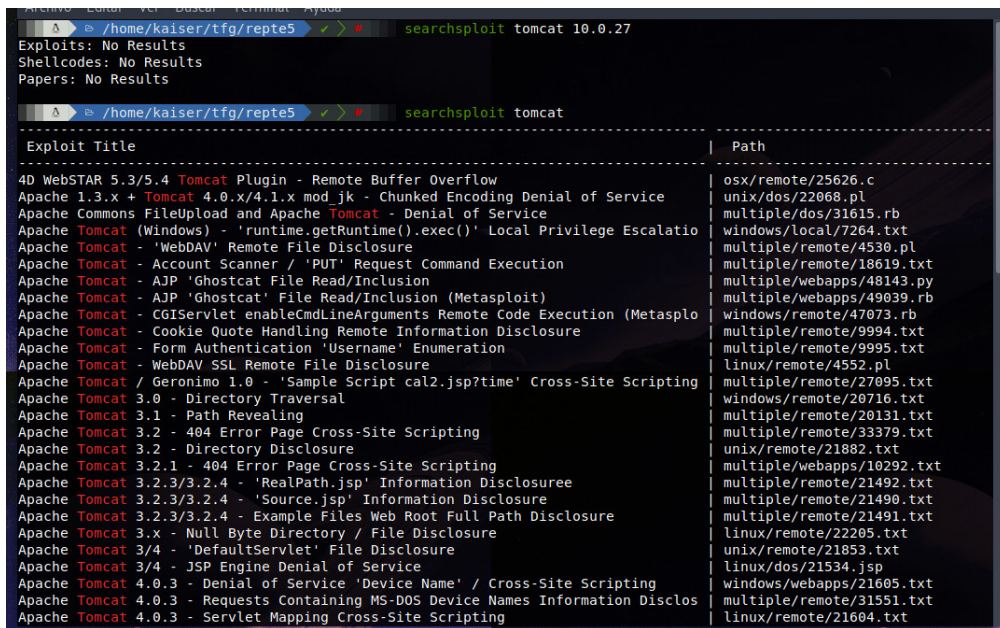 Archivo Editar Ver Buscar Terminal Ayuda
/home/kaiser/tfg/repte5 ✓ # searchsploit tomcat 10.0.27
Exploits: No Results
Shellcodes: No Results
Papers: No Results
/home/kaiser/tfg/repte5 ✓ # searchsploit tomcat
Exploit Title | Path
4D WebSTAR 5.3/5.4 Tomcat Plugin - Remote Buffer Overflow | osx/remote/25626.c
Apache 1.3.x + Tomcat 4.0.x/4.1.x mod_jk - Chunked Encoding Denial of Service | unix/dos/22068.pl
Apache Commons FileUpload and Apache Tomcat - Denial of Service | multiple/dos/31615.rb
Apache Tomcat (Windows) - 'runtime.getRuntime().exec()' Local Privilege Escalatio | windows/local/7264.txt
Apache Tomcat - 'WebDAV' Remote File Disclosure | multiple/remote/4530.pl
Apache Tomcat - Account Scanner / 'PUT' Request Command Execution | multiple/remote/18619.txt
Apache Tomcat - AJP 'Ghostcat File Read/Inclusion | multiple/webapps/48143.py
Apache Tomcat - AJP 'Ghostcat' File Read/Inclusion (Metasploit) | multiple/webapps/49039.rb
Apache Tomcat - CGIServlet enableCmdLineArguments Remote Code Execution (Metasplo | windows/remote/47073.rb
Apache Tomcat - Cookie Quote Handling Remote Information Disclosure | multiple/remote/9994.txt
Apache Tomcat - Form Authentication 'Username' Enumeration | multiple/remote/9995.txt
Apache Tomcat - WebDAV SSL Remote File Disclosure | linux/remote/4552.pl
Apache Tomcat / Geronimo 1.0 - 'Sample Script cal2.jsp?time' Cross-Site Scripting | multiple/remote/27095.txt
Apache Tomcat 3.0 - Directory Traversal | windows/remote/20716.txt
Apache Tomcat 3.1 - Path Revealing | multiple/remote/20131.txt
Apache Tomcat 3.2 - 404 Error Page Cross-Site Scripting | multiple/remote/33379.txt
Apache Tomcat 3.2 - Directory Disclosure | unix/remote/21882.txt
Apache Tomcat 3.2.1 - 404 Error Page Cross-Site Scripting | multiple/webapps/10292.txt
Apache Tomcat 3.2.3/3.2.4 - 'RealPath.jsp' Information Disclosuree | multiple/remote/21492.txt
Apache Tomcat 3.2.3/3.2.4 - 'Source.jsp' Information Disclosure | multiple/remote/21490.txt
Apache Tomcat 3.2.3/3.2.4 - Example Files Web Root Full Path Disclosure | multiple/remote/21491.txt
Apache Tomcat 3.x - Null Byte Directory / File Disclosure | linux/remote/22205.txt
Apache Tomcat 3/4 - 'DefaultServlet' File Disclosure | unix/remote/21853.txt
Apache Tomcat 3/4 - JSP Engine Denial of Service | linux/dos/21534.jsp
Apache Tomcat 4.0.3 - Denial of Service 'Device Name' / Cross-Site Scripting | windows/webapps/21605.txt
Apache Tomcat 4.0.3 - Requests Containing MS-DOS Device Names Information Disclos | multiple/remote/31551.txt
Apache Tomcat 4.0.3 - Servlet Mapping Cross-Site Scripting | linux/remote/21604.txt